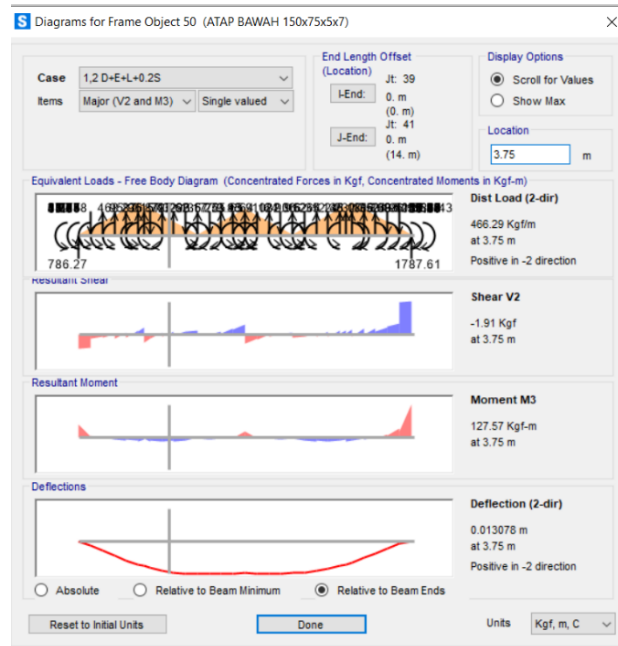 Diagrams for Frame Object 50 (ATAP BAWAH 150x75x5x7)
Case 1,2 D+E+L+0.2S
Items Major (V2 and M3) Single valued
End Length Offset
(Location)
Jt: 39
I-End: 0. m
(0. m)
Jt: 41
J-End: 0. m
(14. m)
Display Options
Scroll for Values
Show Max
Location
3.75 m
Equivalent Loads - Free Body Diagram (Concentrated Forces in Kgf, Concentrated Moments in Kgf-m)
786.27
1787.61
Dist Load (2-dir)
466.29 Kgf/m
at 3.75 m
Positive in -2 direction
Resultant Shear
Shear V2
-1.91 Kgf
at 3.75 m
Resultant Moment
Moment M3
127.57 Kgf-m
at 3.75 m
Deflections
Deflection (2-dir)
0.013078 m
at 3.75 m
Positive in -2 direction
Absolute
Relative to Beam Minimum
Relative to Beam Ends
Reset to Initial Units
Done
Units Kgf, m, C